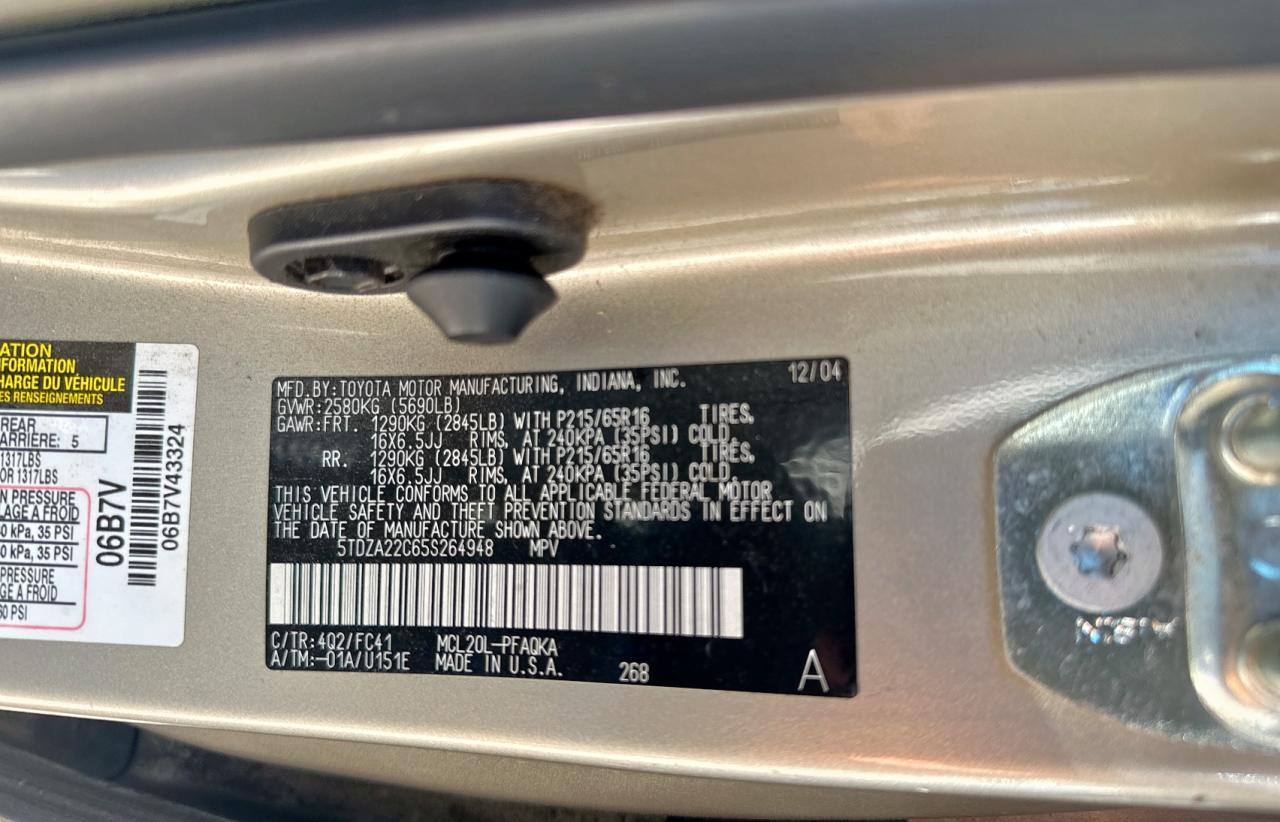 ATION
NFORMATION
HARGE DU VÉHICULE
ES RENSEIGNEMENTS
REAR
ARRIÈRE: 5
1317LBS
OR 1317LBS
N PRESSURE
LAGE A FROID
0 kPa, 35 PSI
0 kPa, 35 PSI
PRESSURE
GE A FROID
60 PSI
06B7V
06B7V43324
MFD. BY: TOYOTA MOTOR MANUFACTURING, INDIANA, INC. 12/04
GVWR: 2580KG (5690LB)
GAWR: FRT. 1290KG (2845LB) WITH P215/65R16 TIRES,
16X6.5JJ RIMS, AT 240KPA (35PSI) COLD,
RR. 1290KG (2845LB) WITH P215/65R16 TIRES,
16X6.5JJ RIMS, AT 240KPA (35PSI) COLD,
THIS VEHICLE CONFORMS TO ALL APPLICABLE FEDERAL MOTOR
VEHICLE SAFETY AND THEFT PREVENTION STANDARDS IN EFFECT ON
THE DATE OF MANUFACTURE SHOWN ABOVE.
5TDZA22C65S264948 MPV
C/TR: 4Q2/FC41 MCL20L-PFAQKA
A/TM:-01A/U151E MADE IN U.S.A. 268 A